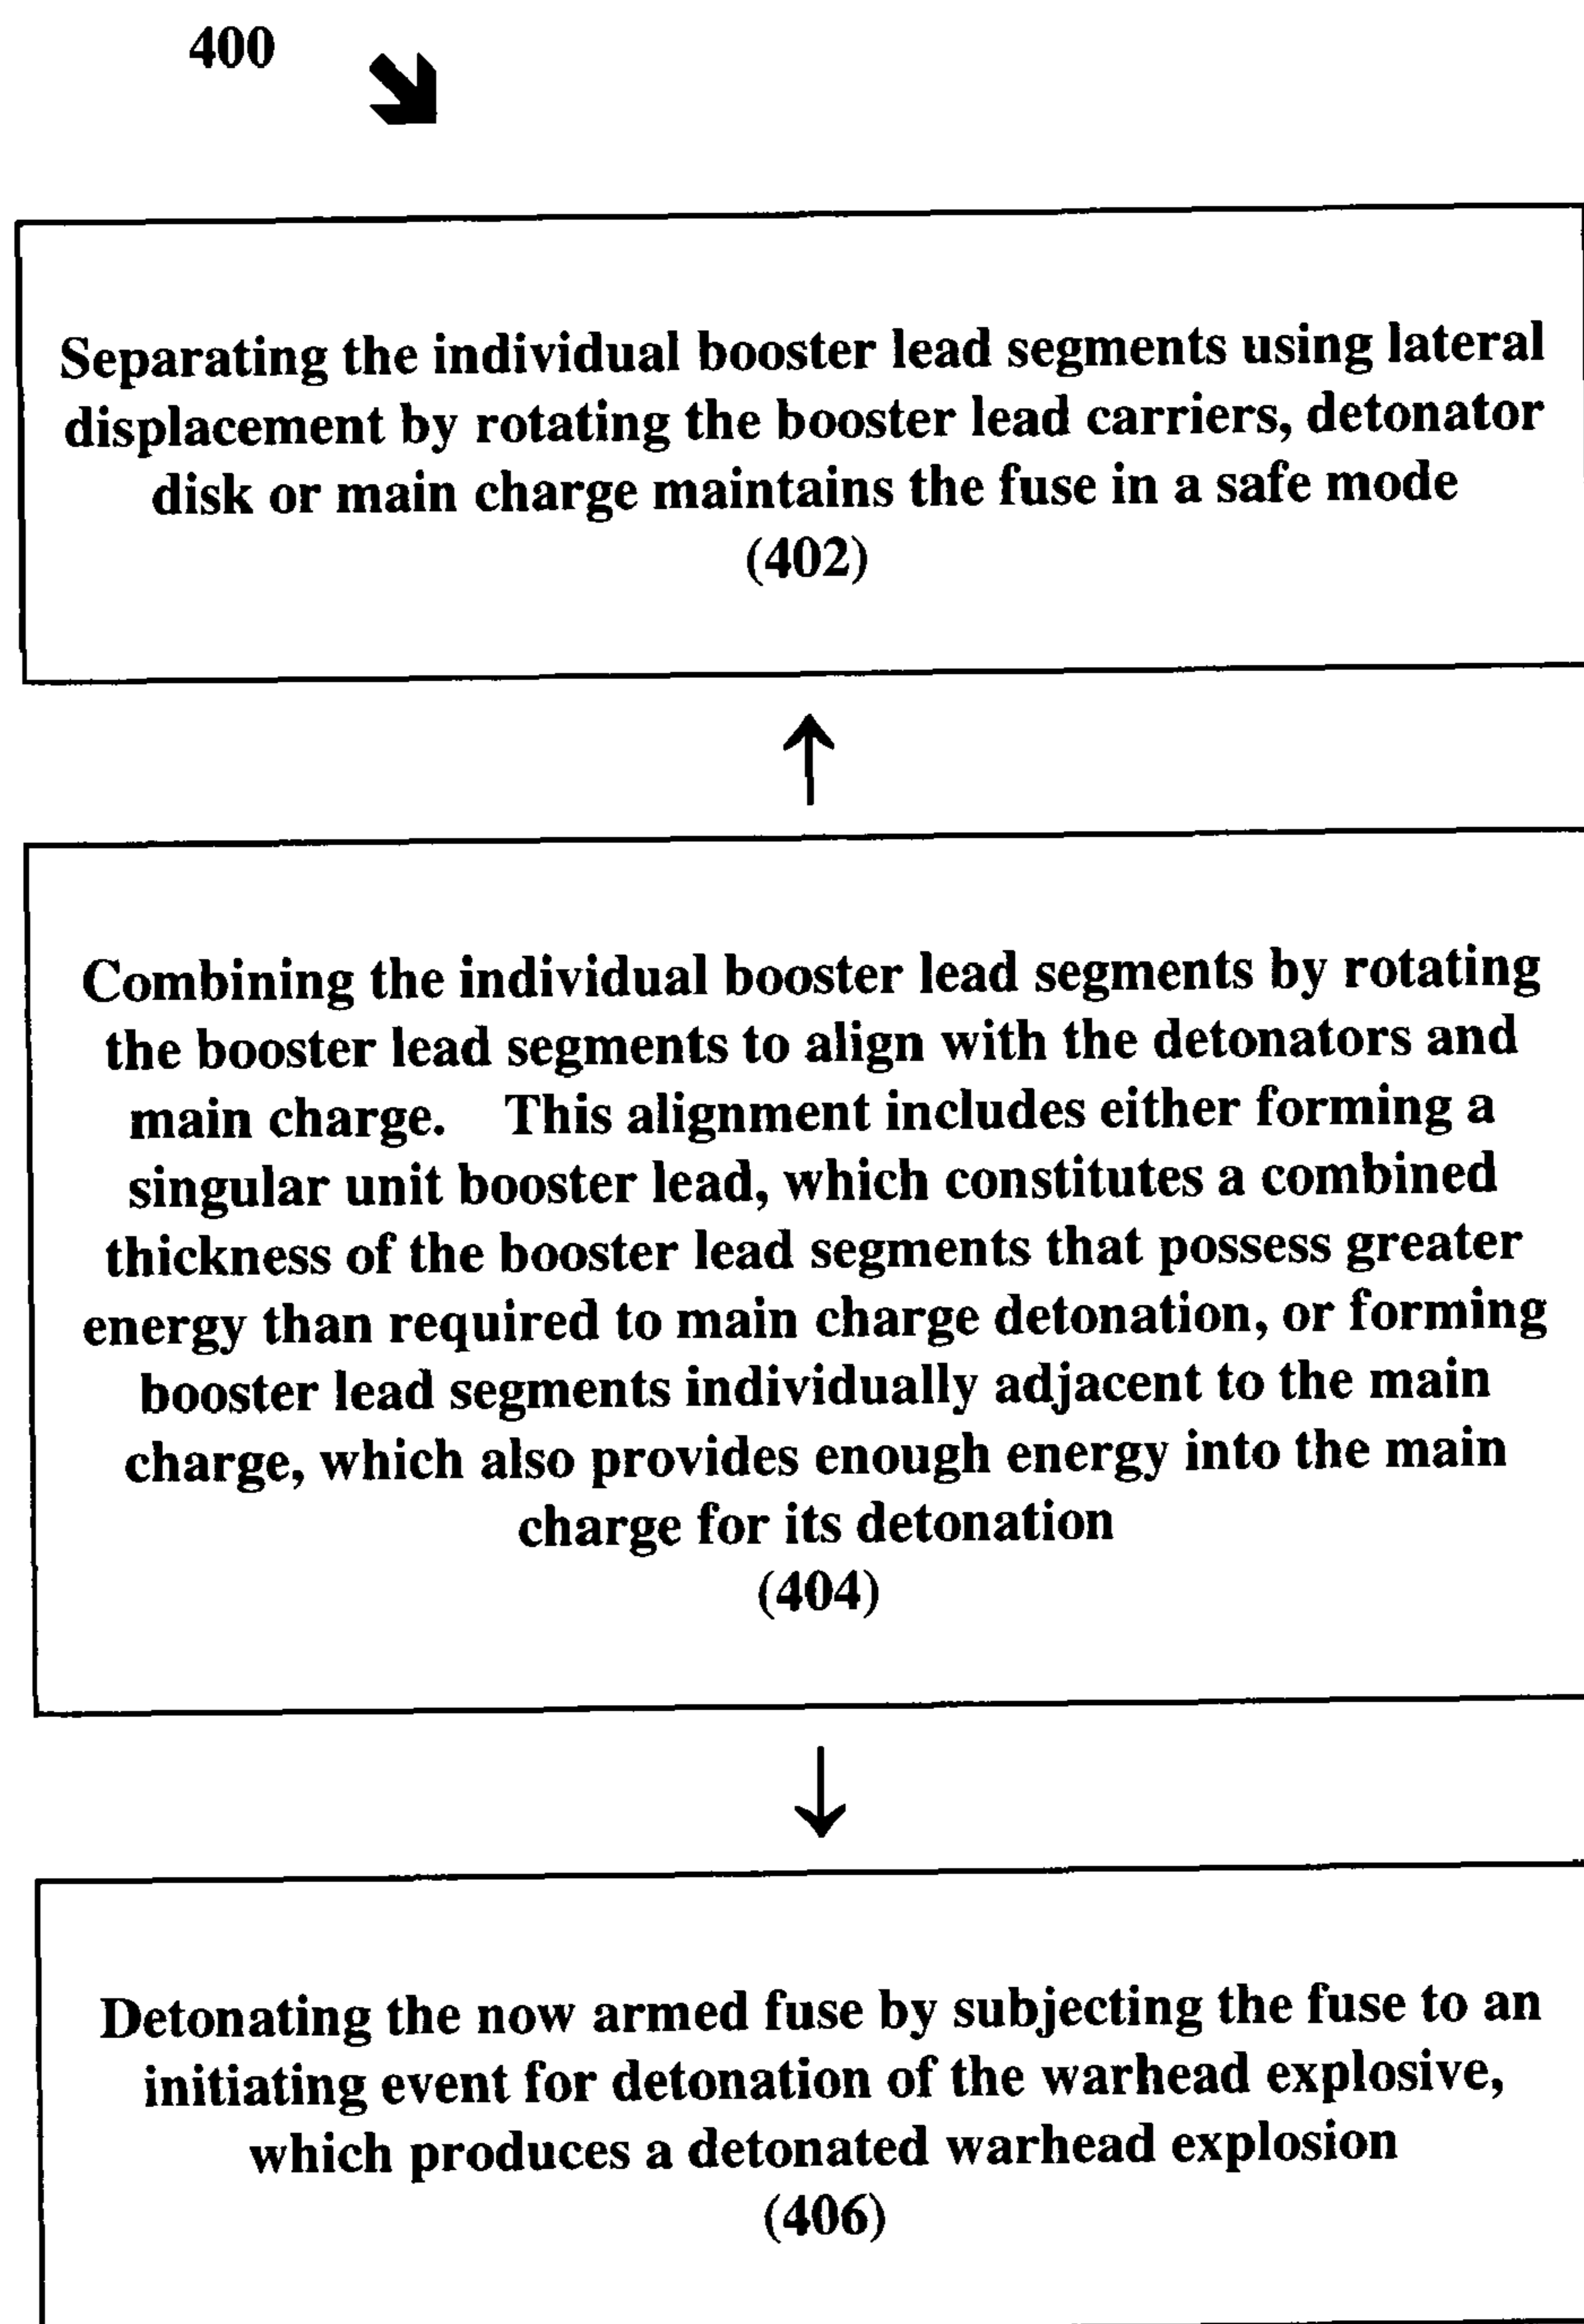 400
Separating the individual booster lead segments using lateral
displacement by rotating the booster lead carriers, detonator
disk or main charge maintains the fuse in a safe mode
(402)
Combining the individual booster lead segments by rotating
the booster lead segments to align with the detonators and
main charge. This alignment includes either forming a
singular unit booster lead, which constitutes a combined
thickness of the booster lead segments that possess greater
energy than required to main charge detonation, or forming
booster lead segments individually adjacent to the main
charge, which also provides enough energy into the main
charge for its detonation
(404)
Detonating the now armed fuse by subjecting the fuse to an
initiating event for detonation of the warhead explosive,
which produces a detonated warhead explosion
(406)